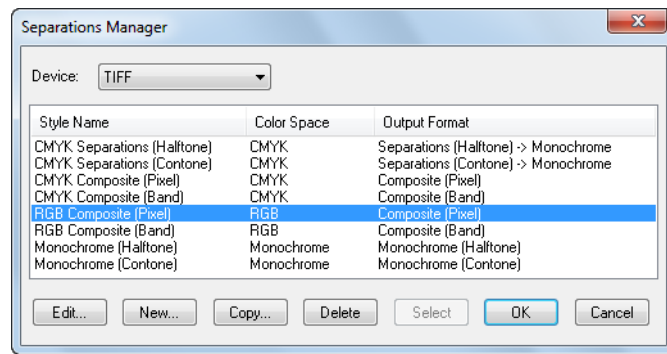 Separations Manager
Device: TIFF
Style Name Color Space Output Format
CMYK Separations (Halftone) CMYK Separations (Halftone) -> Monochrome
CMYK Separations (Contone) CMYK Separations (Contone) -> Monochrome
CMYK Composite (Pixel) CMYK Composite (Pixel)
CMYK Composite (Band) CMYK Composite (Band)
RGB Composite (Pixel) RGB Composite (Pixel)
RGB Composite (Band) RGB Composite (Band)
Monochrome (Halftone) Monochrome Monochrome (Halftone)
Monochrome (Contone) Monochrome Monochrome (Contone)
Edit... New... Copy... Delete Select OK Cancel